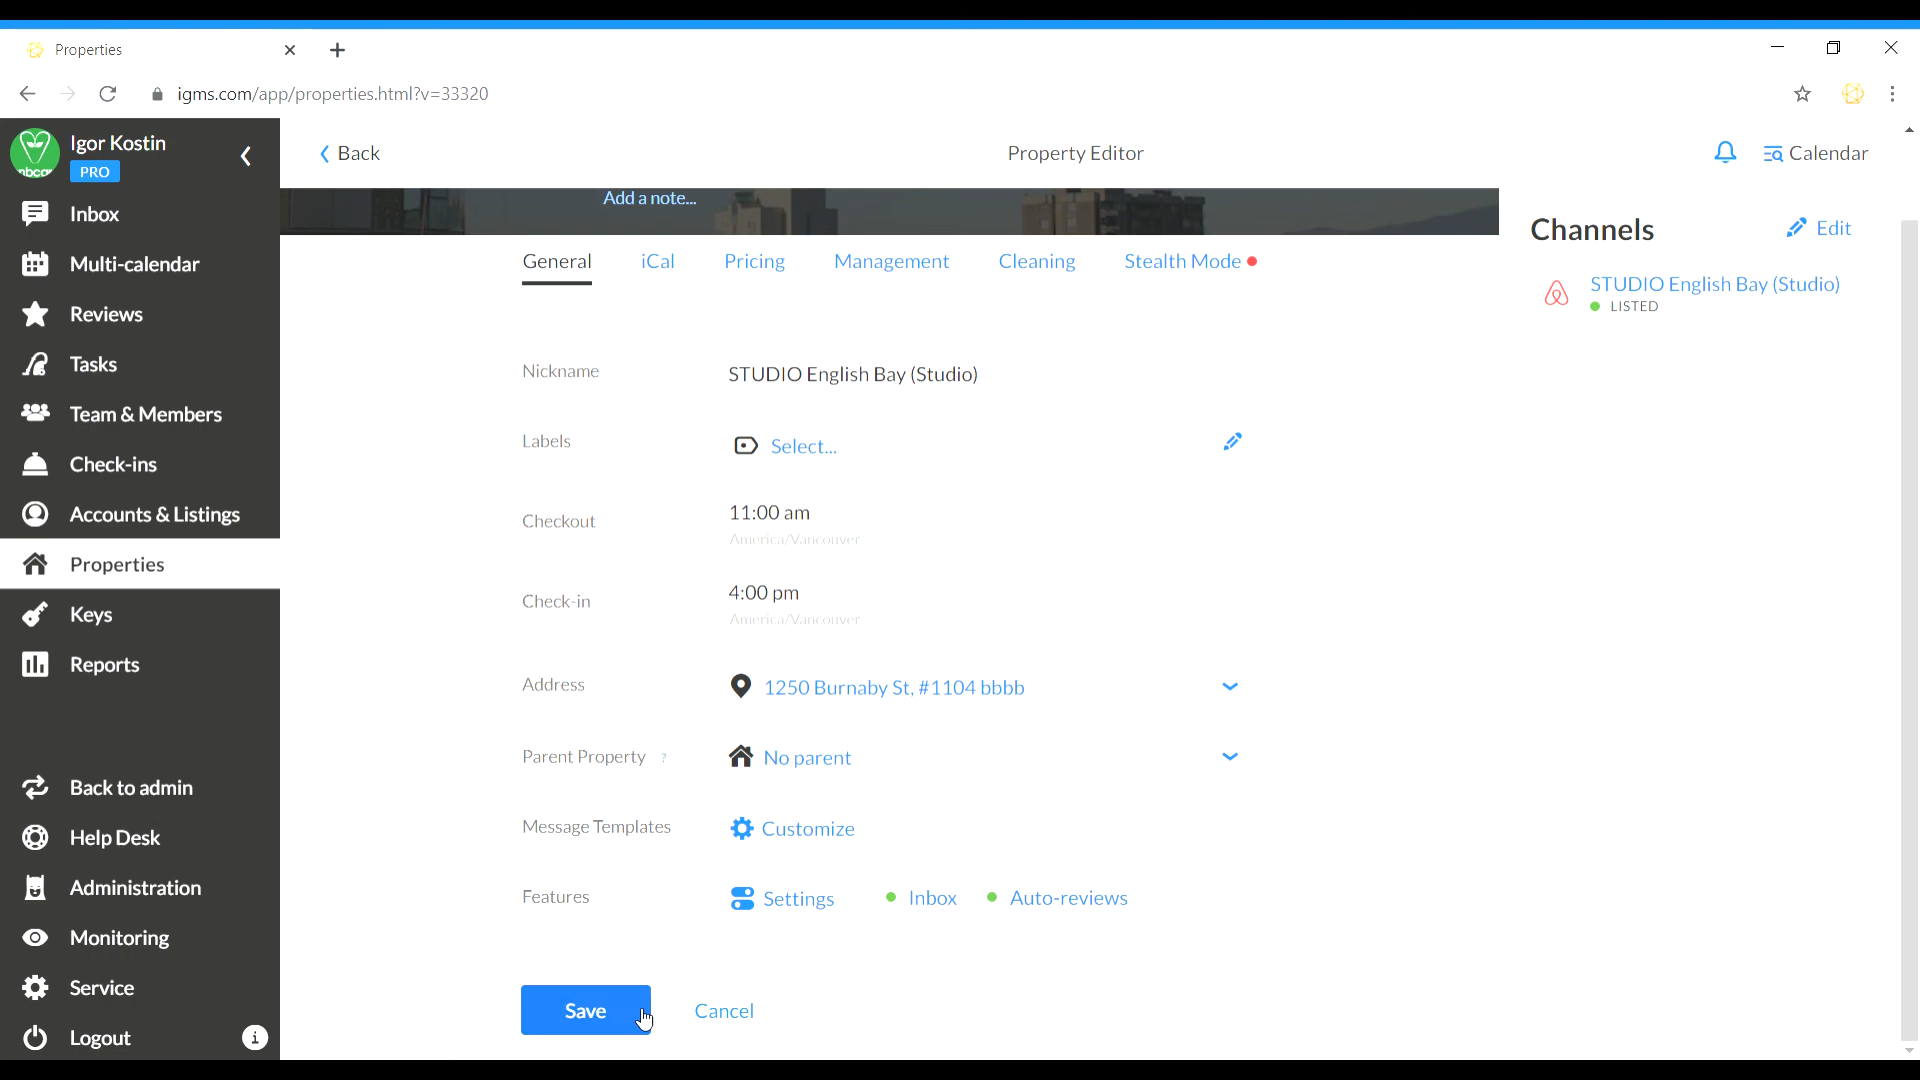 Properties
igms.com/app/properties.html?v=33320
Igor Kostin
PRO
Back
Property Editor
Calendar
Inbox
Multi-calendar
Reviews
Tasks
Team & Members
Check-ins
Accounts & Listings
Properties
Keys
Reports
Back to admin
Help Desk
Administration
Monitoring
Service
Logout
Add a note...
General iCal Pricing Management Cleaning Stealth Mode
Nickname STUDIO English Bay (Studio)
Labels Select...
Checkout 11:00 am
America/Vancouver
Check-in 4:00 pm
America/Vancouver
Address 1250 Burnaby St, #1104 bbbb
Parent Property ? No parent
Message Templates Customize
Features Settings Inbox Auto-reviews
Save Cancel
Channels Edit
STUDIO English Bay (Studio)
LISTED